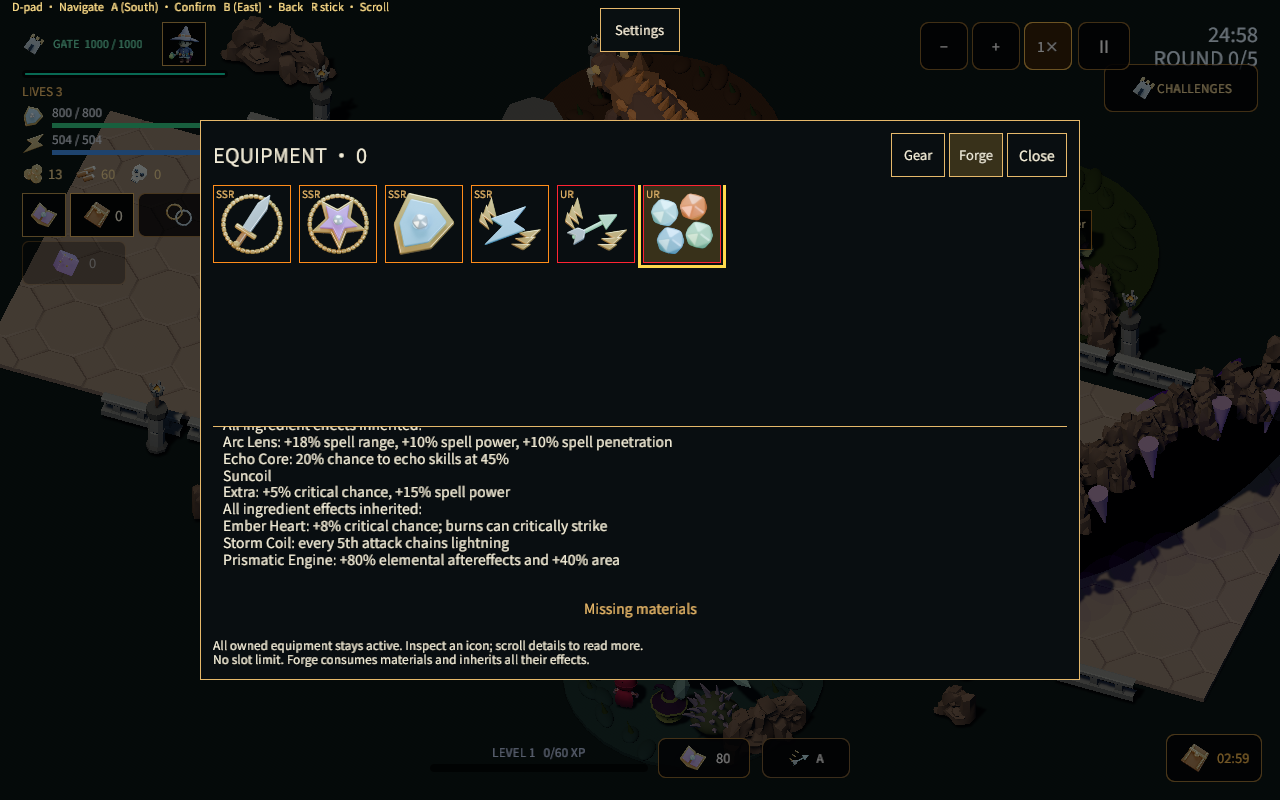 D-pad • Navigate A (South) • Confirm B (East) • Back R stick • Scroll
Settings
GATE 1000 / 1000
− + 1×
24:58
ROUND 0/5
CHALLENGES
LIVES 3
800 / 800
504 / 504
13 60 0
0
0
EQUIPMENT • 0
Gear Forge Close
SSR SSR SSR SSR UR UR
All ingredient effects inherited:
Arc Lens: +18% spell range, +10% spell power, +10% spell penetration
Echo Core: 20% chance to echo skills at 45%
Suncoil
Extra: +5% critical chance, +15% spell power
All ingredient effects inherited:
Ember Heart: +8% critical chance; burns can critically strike
Storm Coil: every 5th attack chains lightning
Prismatic Engine: +80% elemental aftereffects and +40% area
Missing materials
All owned equipment stays active. Inspect an icon; scroll details to read more.
No slot limit. Forge consumes materials and inherits all their effects.
LEVEL 1 0/60 XP
80
A
02:59